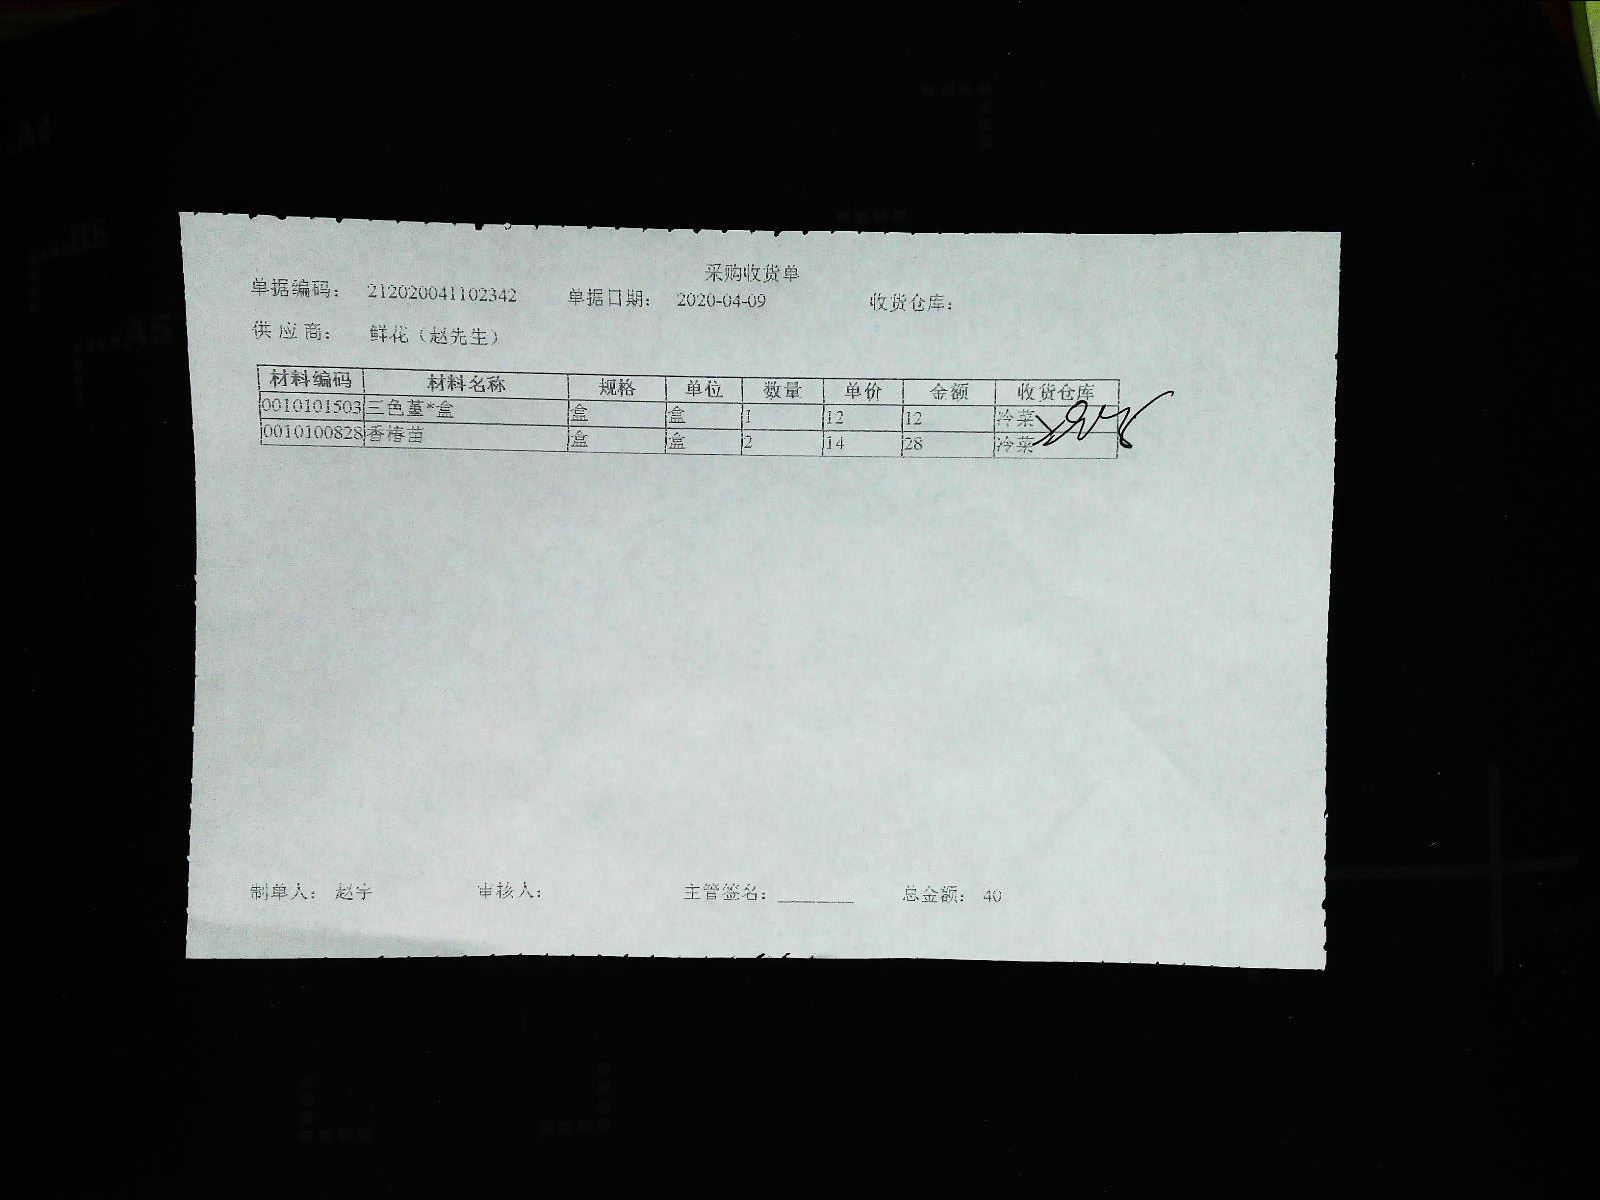 采购收货单
单据编码： 212020041102342 单据日期： 2020-04-09 收货仓库：
供应商： 鲜花（赵先生）
材料编码 材料名称 规格 单位 数量 单价 金额 收货仓库
0010101503 三色堇*盒 盒 盒 1 12 12 冷菜
0010100828 香椿苗 盒 盒 2 14 28 冷菜
制单人： 赵宇 审核人： 主管签名： ________ 总金额： 40
A4
B5
A5